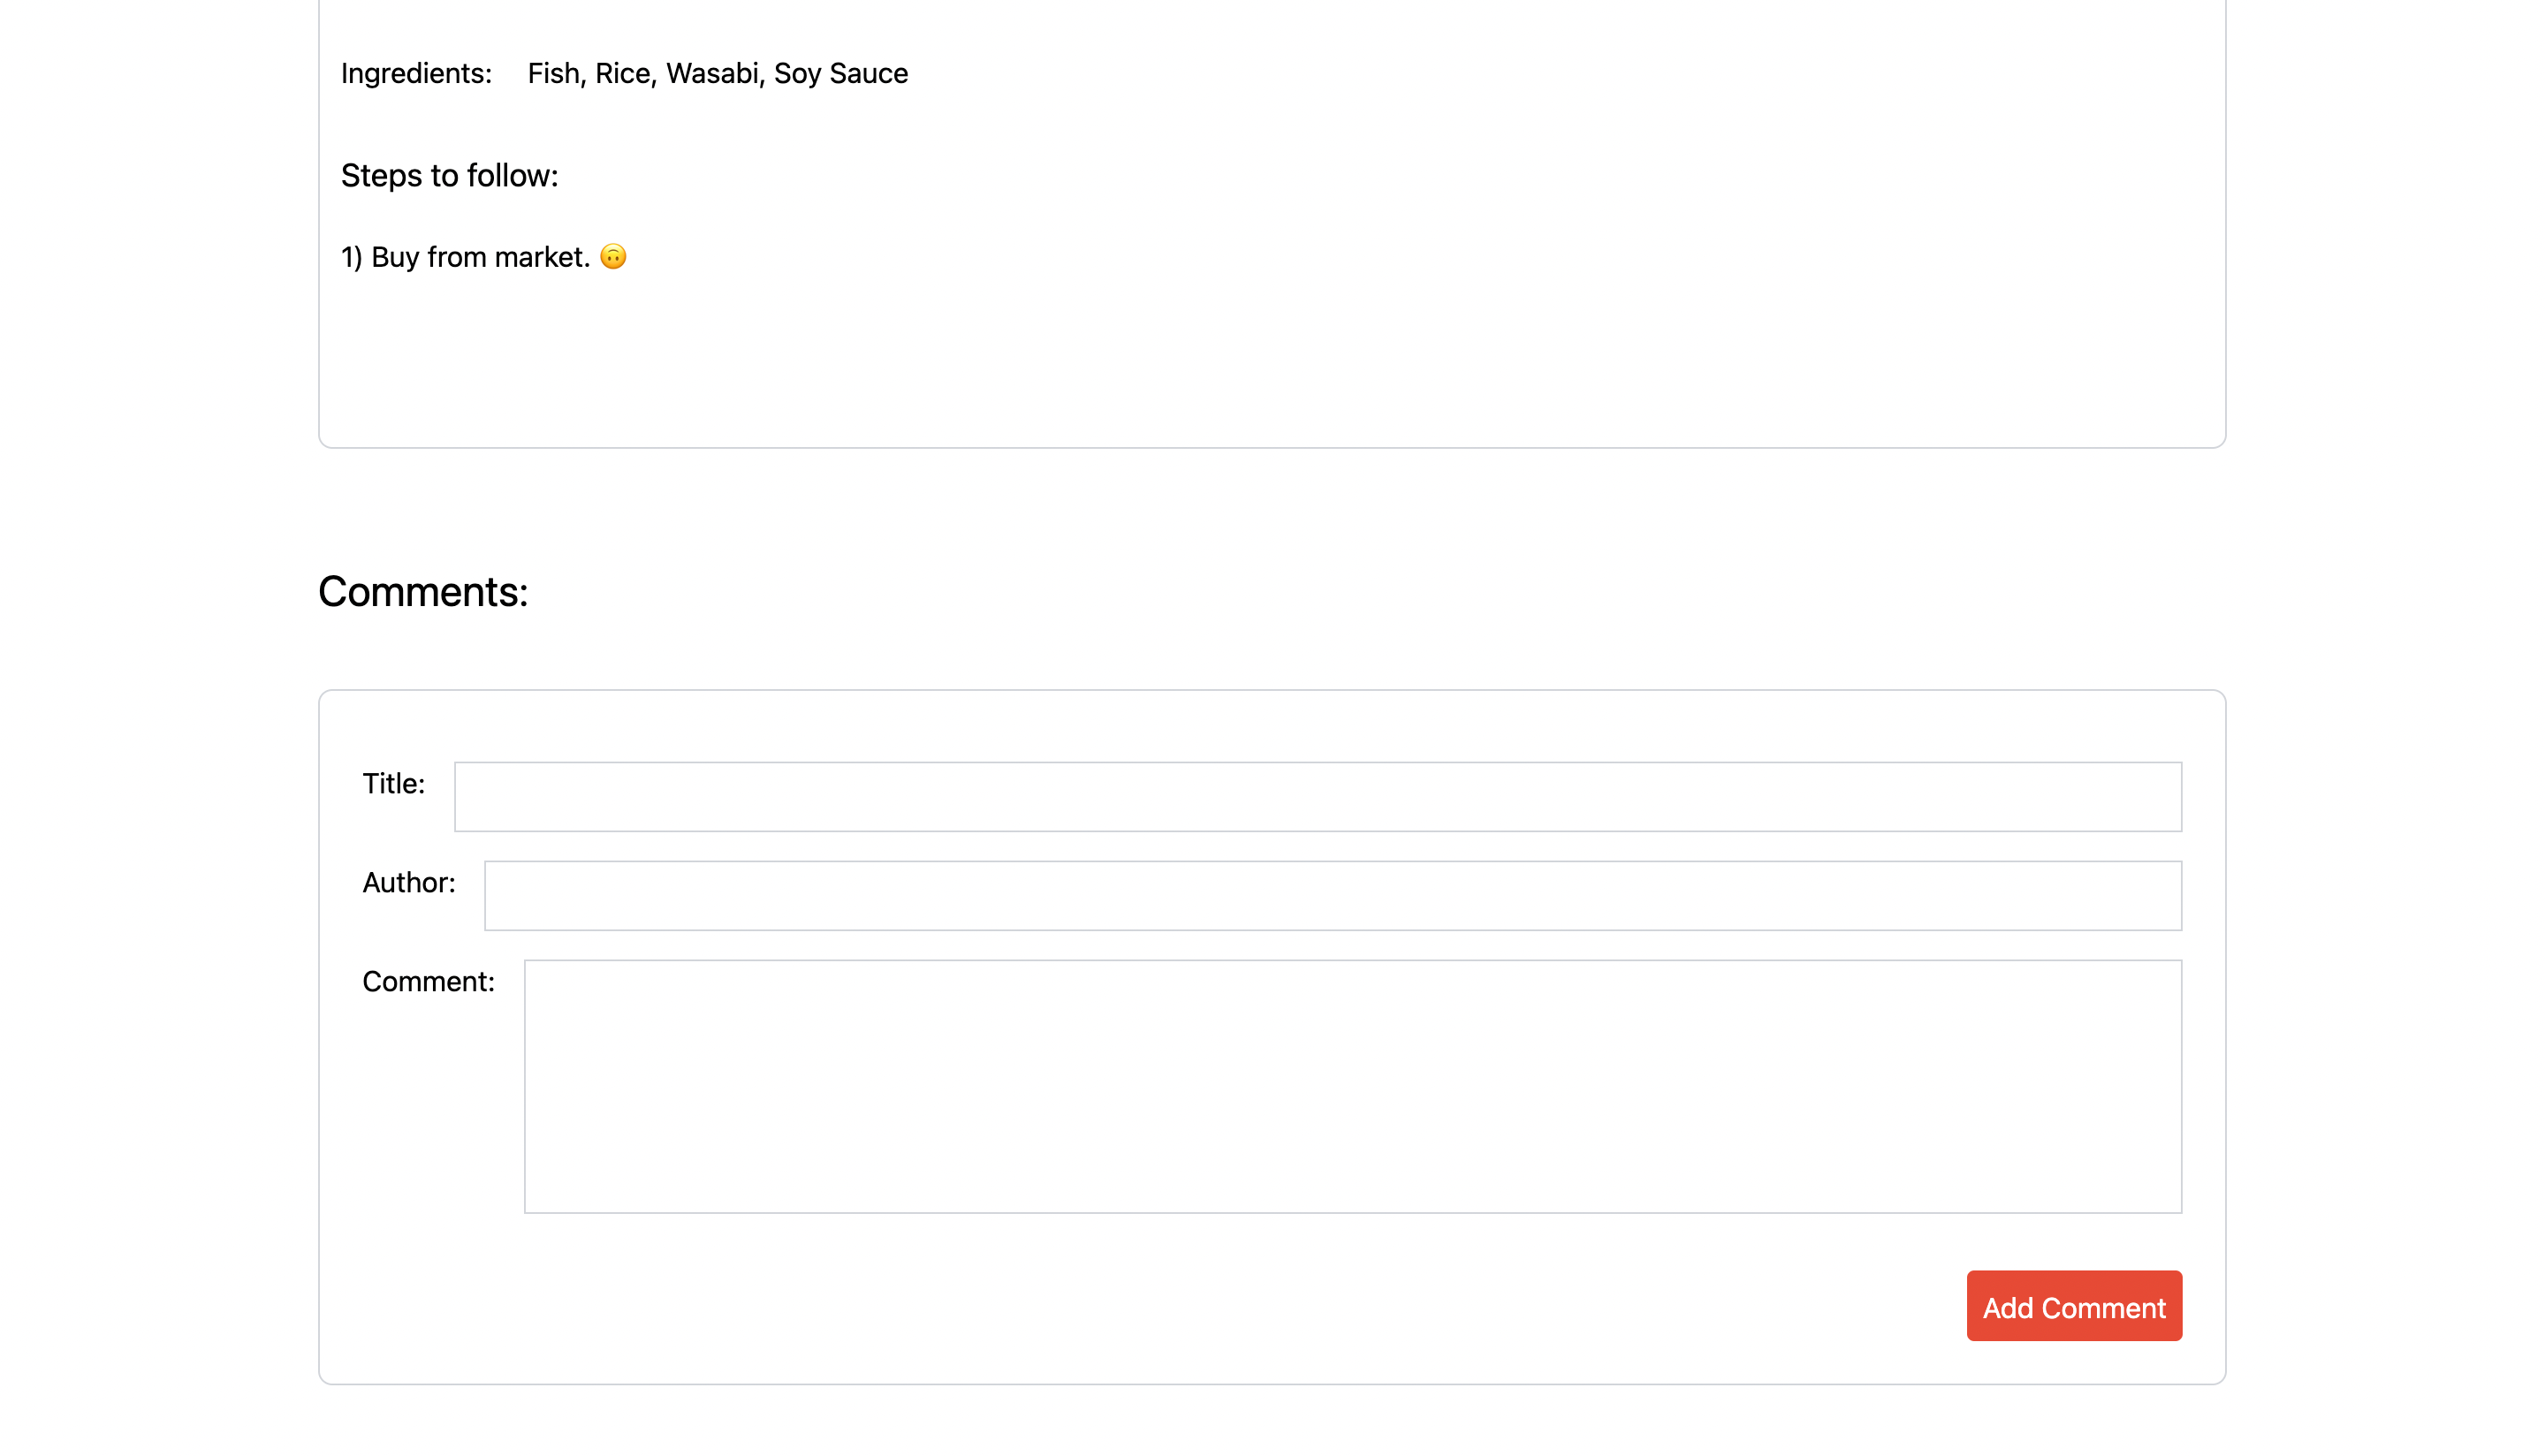 Ingredients: Fish, Rice, Wasabi, Soy Sauce
Steps to follow:
1) Buy from market. 🙃
Comments:
Title:
Author:
Comment:
Add Comment